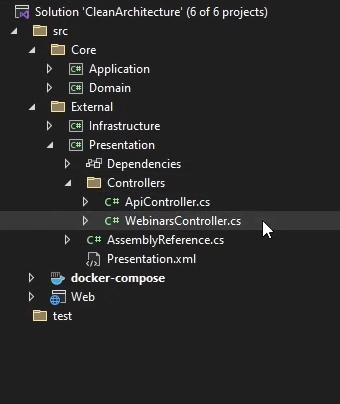 Solution 'CleanArchitecture' (6 of 6 projects)
src
Core
C# Application
C# Domain
External
C# Infrastructure
C# Presentation
Dependencies
Controllers
C# ApiController.cs
C# WebinarsController.cs
C# AssemblyReference.cs
Presentation.xml
docker-compose
Web
test